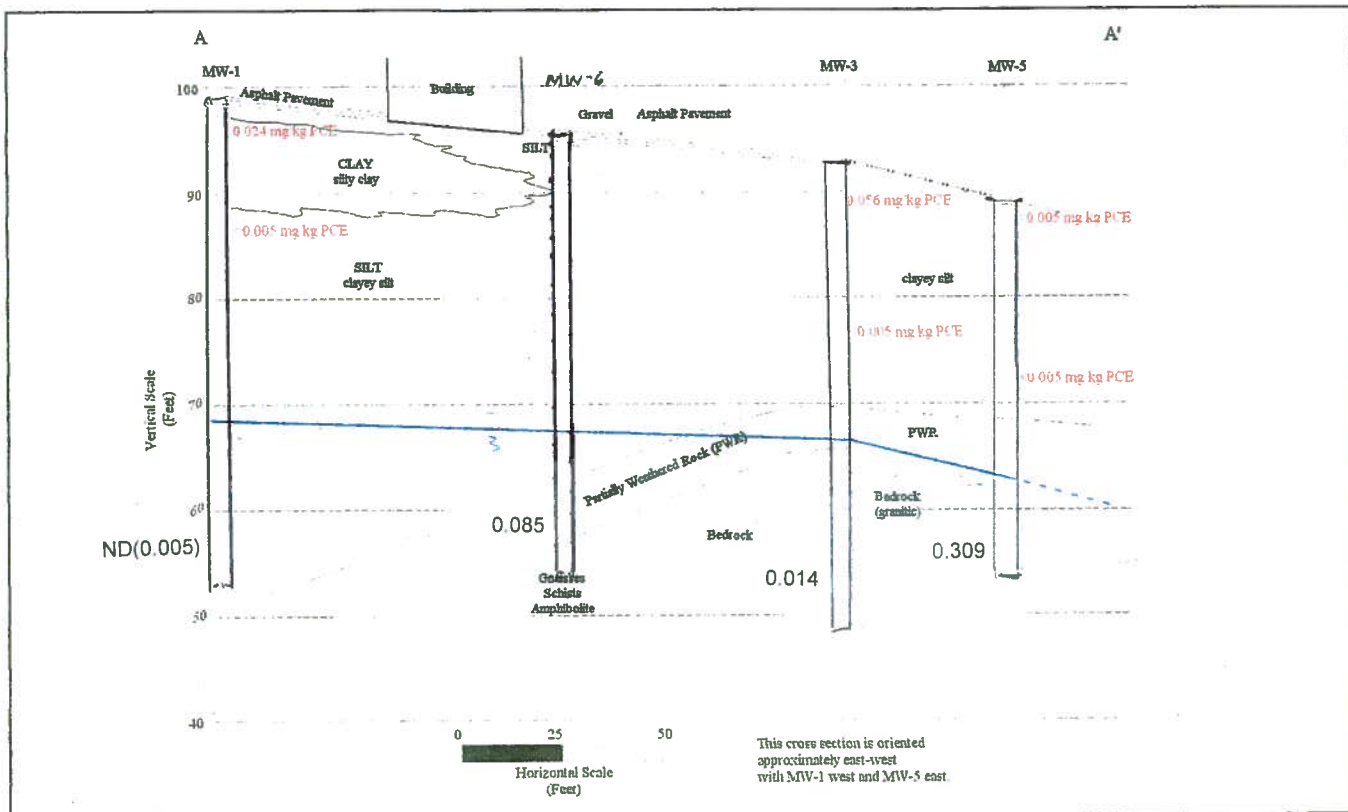 A
A'
MW-1
MW-6
MW-3
MW-5
100
Asphalt Pavement
Building
Gravel
Asphalt Pavement
0.024 mg kg PCE
SILT
CLAY
silty clay
90
0.056 mg kg PCE
0.005 mg kg PCE
0.005 mg kg PCE
SILT
clayey silt
clayey silt
80
0.005 mg kg PCE
0.005 mg kg PCE
Vertical Scale
(Feet)
70
PWR
Partially Weathered Rock (PWR)
Bedrock
(granitic)
60
0.085
Bedrock
0.309
ND(0.005)
0.014
Gneisses
Schists
Amphibolite
50
40
0
25
50
Horizontal Scale
(Feet)
This cross section is oriented
approximately east-west
with MW-1 west and MW-5 east.